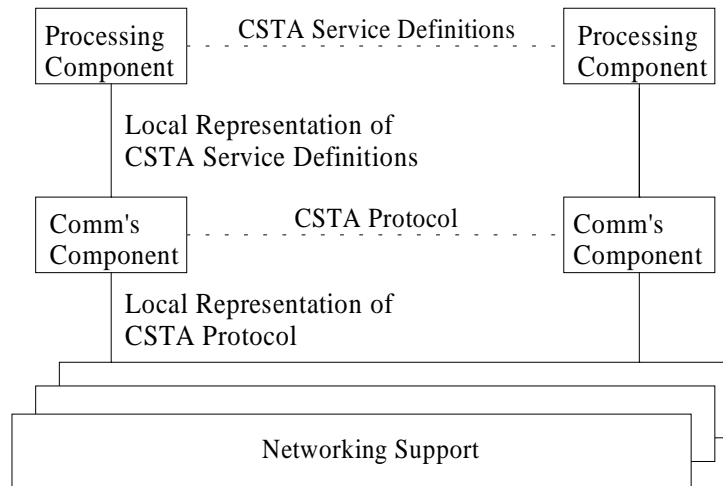 Processing
Component
CSTA Service Definitions
Processing
Component
Local Representation of
CSTA Service Definitions
Comm's
Component
CSTA Protocol
Comm's
Component
Local Representation of
CSTA Protocol
Networking Support